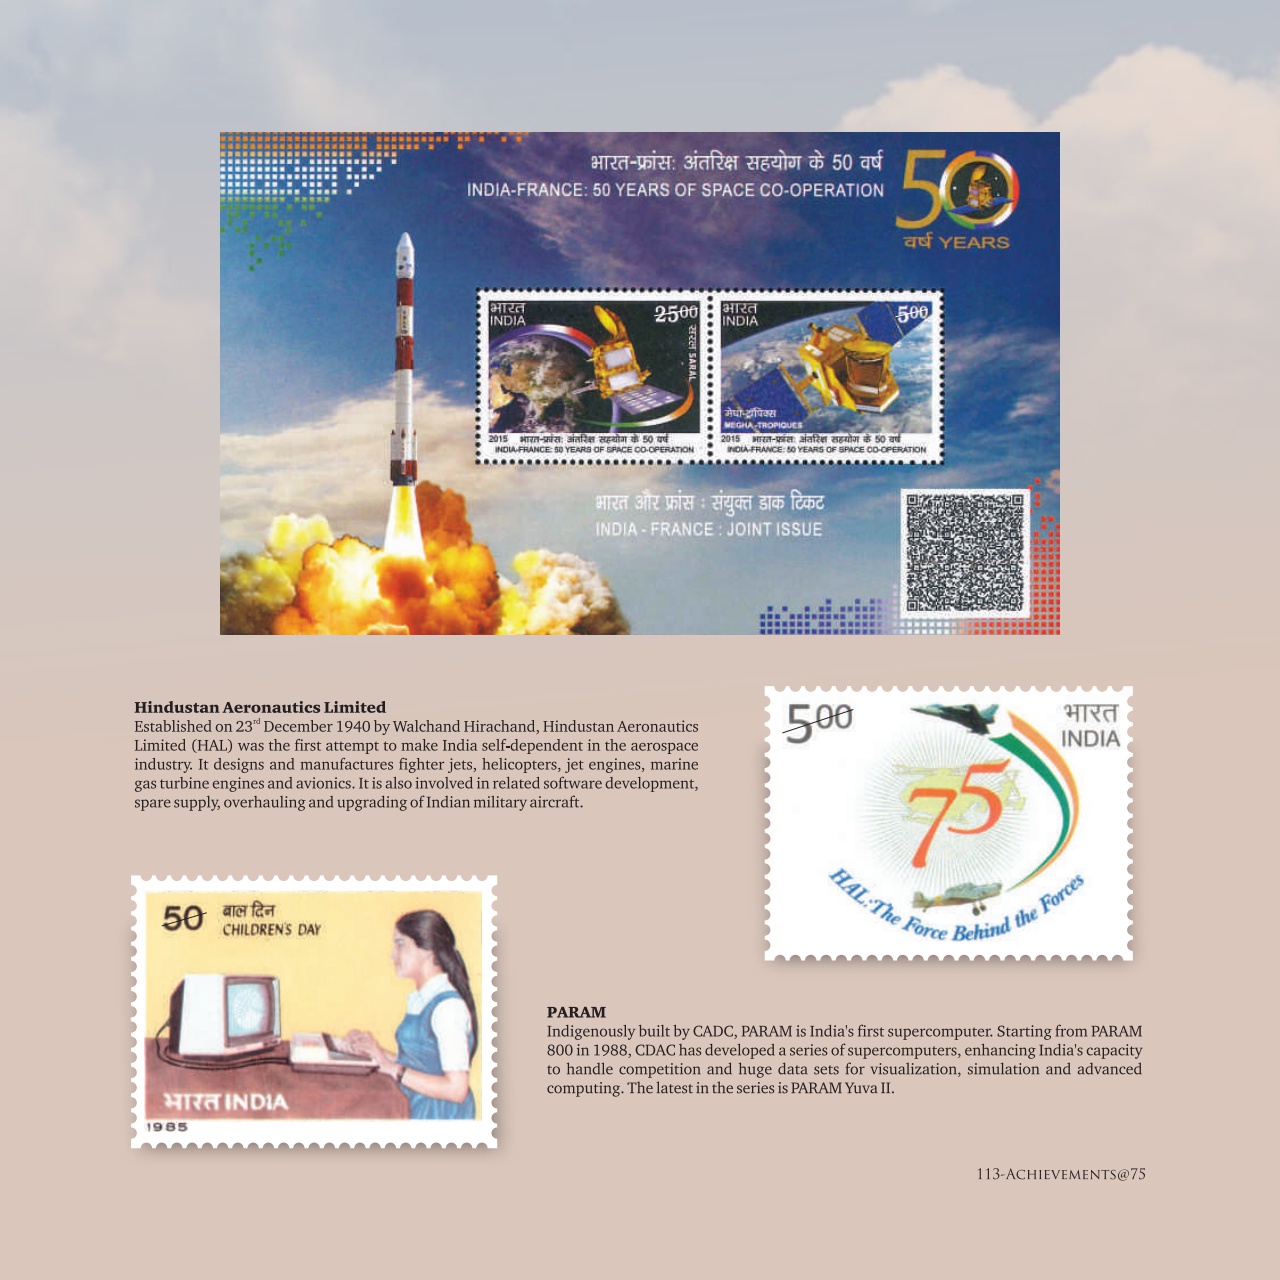 भारत-फ्रांस: अंतरिक्ष सहयोग के 50 वर्ष
INDIA-FRANCE: 50 YEARS OF SPACE CO-OPERATION
50
वर्ष YEARS
भारत
INDIA
2500
सरल SARAL
2015 भारत-फ्रांस: अंतरिक्ष सहयोग के 50 वर्ष
INDIA-FRANCE: 50 YEARS OF SPACE CO-OPERATION
भारत
INDIA
500
मेघा-ट्रॉपिक्स
MEGHA-TROPIQUES
2015 भारत-फ्रांस: अंतरिक्ष सहयोग के 50 वर्ष
INDIA-FRANCE: 50 YEARS OF SPACE CO-OPERATION
भारत और फ्रांस : संयुक्त डाक टिकट
INDIA - FRANCE : JOINT ISSUE
Hindustan Aeronautics Limited
Established on 23rd December 1940 by Walchand Hirachand, Hindustan Aeronautics
Limited (HAL) was the first attempt to make India self-dependent in the aerospace
industry. It designs and manufactures fighter jets, helicopters, jet engines, marine
gas turbine engines and avionics. It is also involved in related software development,
spare supply, overhauling and upgrading of Indian military aircraft.
500
भारत
INDIA
75
HAL: The Force Behind the Forces
50
बाल दिन
CHILDREN'S DAY
भारत INDIA
1985
PARAM
Indigenously built by CADC, PARAM is India's first supercomputer. Starting from PARAM
800 in 1988, CDAC has developed a series of supercomputers, enhancing India's capacity
to handle competition and huge data sets for visualization, simulation and advanced
computing. The latest in the series is PARAM Yuva II.
113-ACHIEVEMENTS@75